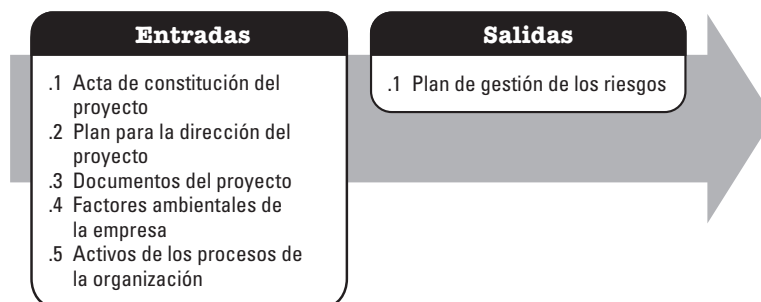 Entradas
.1 Acta de constitución del
proyecto
.2 Plan para la dirección del
proyecto
.3 Documentos del proyecto
.4 Factores ambientales de
la empresa
.5 Activos de los procesos de
la organización
Salidas
.1 Plan de gestión de los riesgos